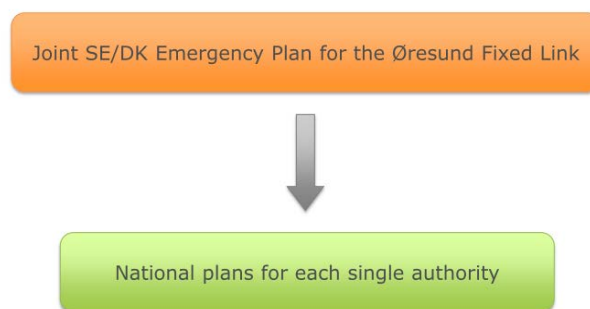 Joint SE/DK Emergency Plan for the Øresund Fixed Link
National plans for each single authority